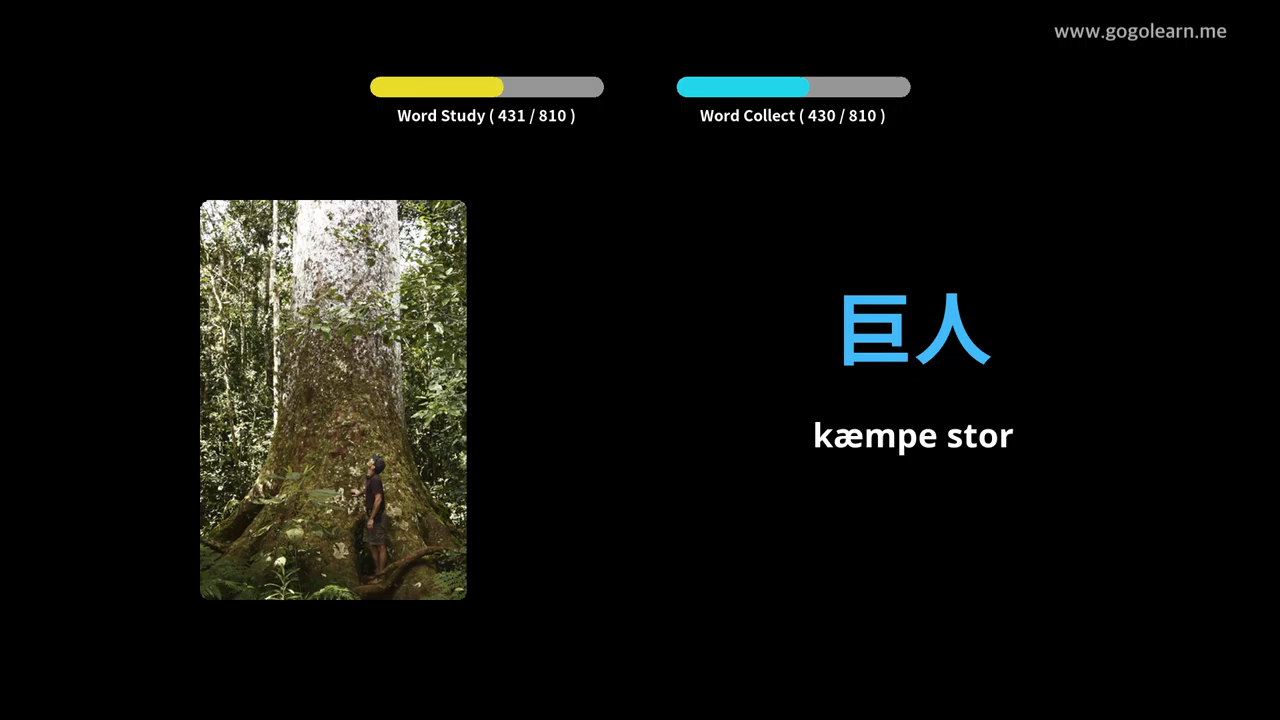 www.gogolearn.me
Word Study ( 431 / 810 )
Word Collect ( 430 / 810 )
巨人
kæmpe stor